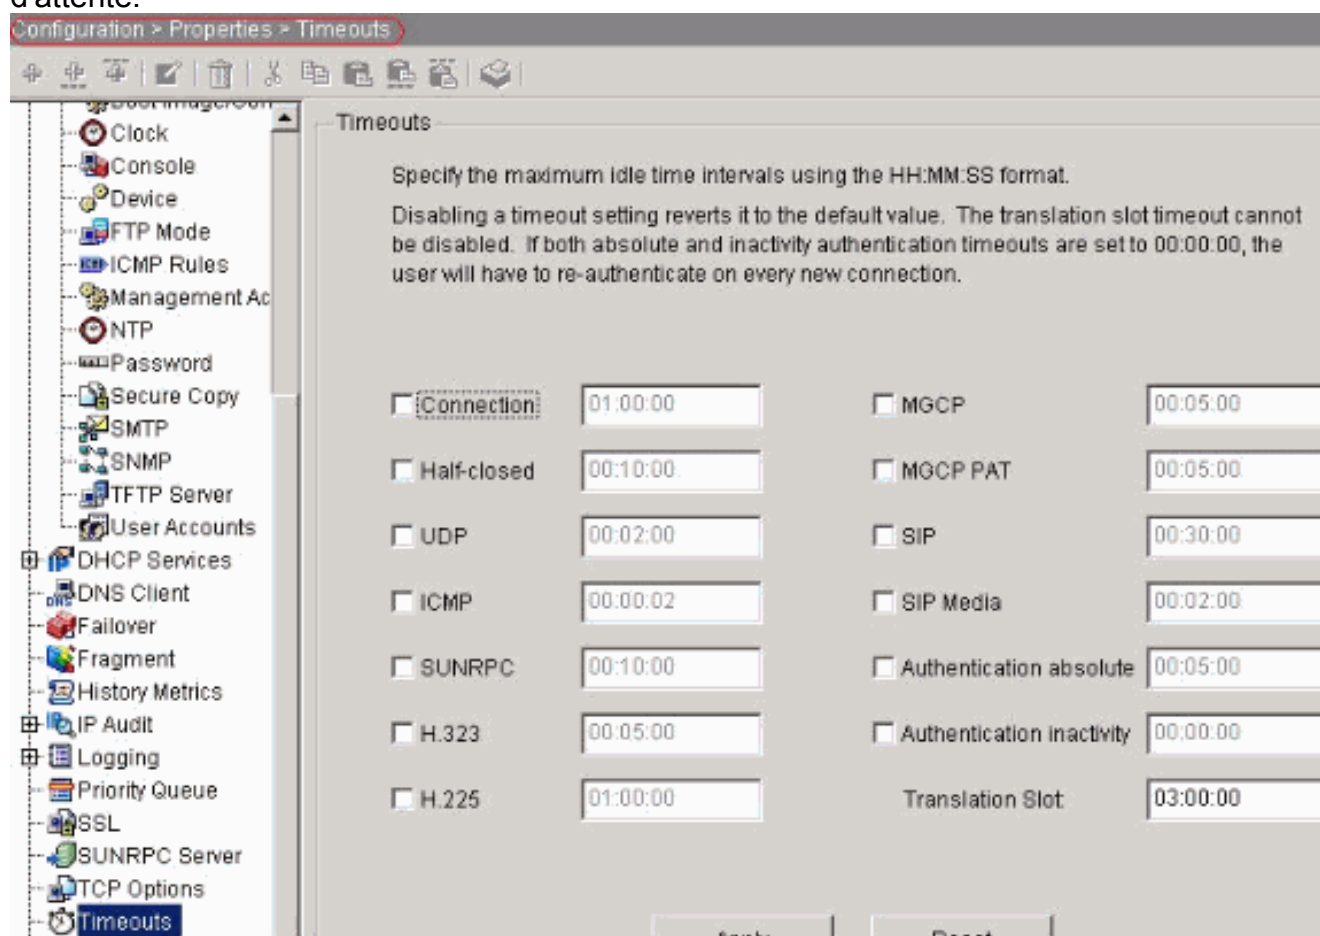 d'attente.
Configuration > Properties > Timeouts
Clock
Console
Device
FTP Mode
ICMP Rules
Management Ac
NTP
Password
Secure Copy
SMTP
SNMP
TFTP Server
User Accounts
DHCP Services
DNS Client
Failover
Fragment
History Metrics
IP Audit
Logging
Priority Queue
SSL
SUNRPC Server
TCP Options
Timeouts
Timeouts
Specify the maximum idle time intervals using the HH:MM:SS format.
Disabling a timeout setting reverts it to the default value. The translation slot timeout cannot
be disabled. If both absolute and inactivity authentication timeouts are set to 00:00:00, the
user will have to re-authenticate on every new connection.
Connection 01:00:00 MGCP 00:05:00
Half-closed 00:10:00 MGCP PAT 00:05:00
UDP 00:02:00 SIP 00:30:00
ICMP 00:00:02 SIP Media 00:02:00
SUNRPC 00:10:00 Authentication absolute 00:05:00
H.323 00:05:00 Authentication inactivity 00:00:00
H.225 01:00:00 Translation Slot: 03:00:00